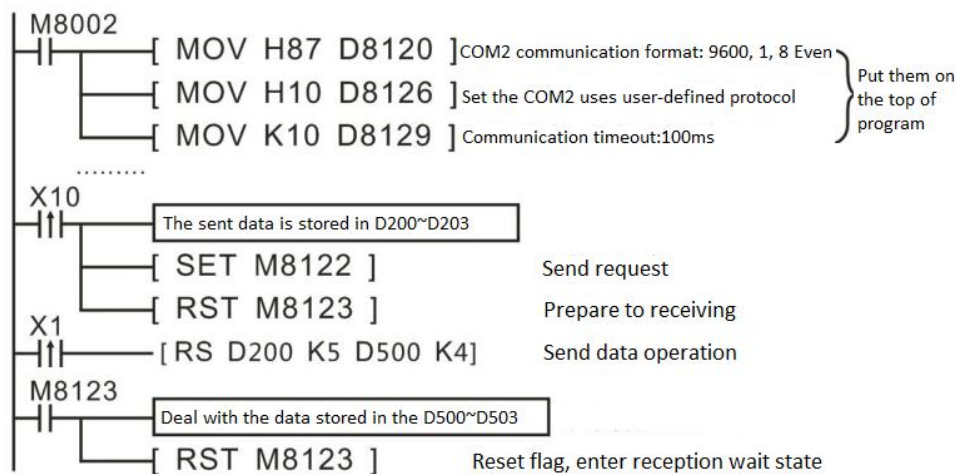 M8002
[ MOV H87 D8120 ] COM2 communication format: 9600, 1, 8 Even
[ MOV H10 D8126 ] Set the COM2 uses user-defined protocol
[ MOV K10 D8129 ] Communication timeout:100ms
Put them on
the top of
program
.........
X10
The sent data is stored in D200~D203
[ SET M8122 ] Send request
[ RST M8123 ] Prepare to receiving
X1
[ RS D200 K5 D500 K4] Send data operation
M8123
Deal with the data stored in the D500~D503
[ RST M8123 ] Reset flag, enter reception wait state